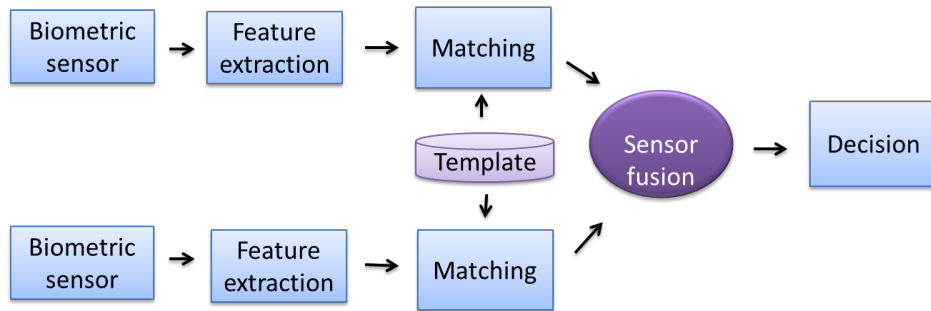 Biometric
sensor
Feature
extraction
Matching
Template
Sensor
fusion
Decision
Biometric
sensor
Feature
extraction
Matching